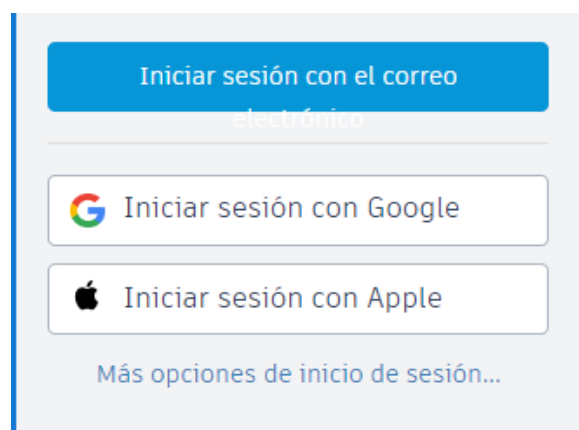 Iniciar sesión con el correo
electrónico
Iniciar sesión con Google
Iniciar sesión con Apple
Más opciones de inicio de sesión...